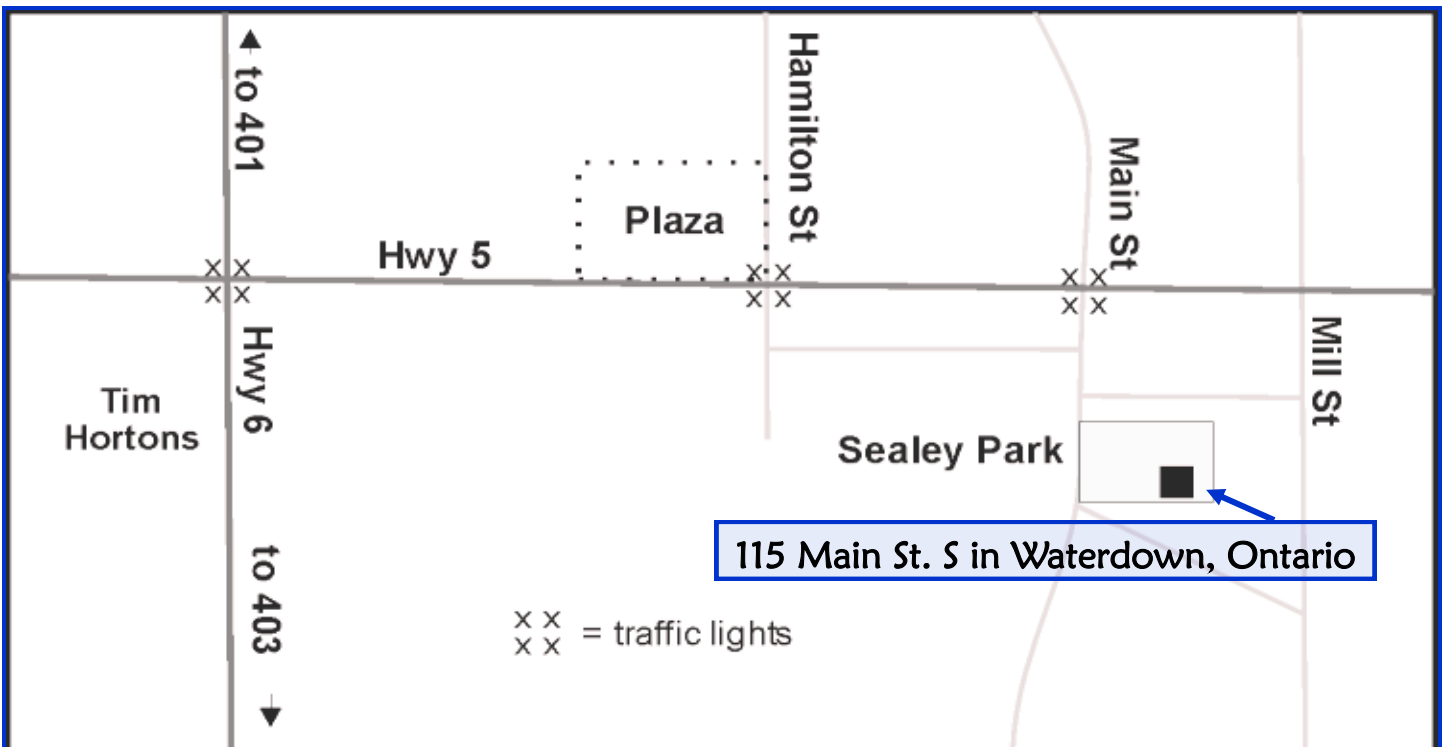 to 401
Hamilton St
Main St
Plaza
Hwy 5
Hwy 6
Mill St
Tim
Hortons
Sealey Park
115 Main St. S in Waterdown, Ontario
to 403
x x
x x = traffic lights